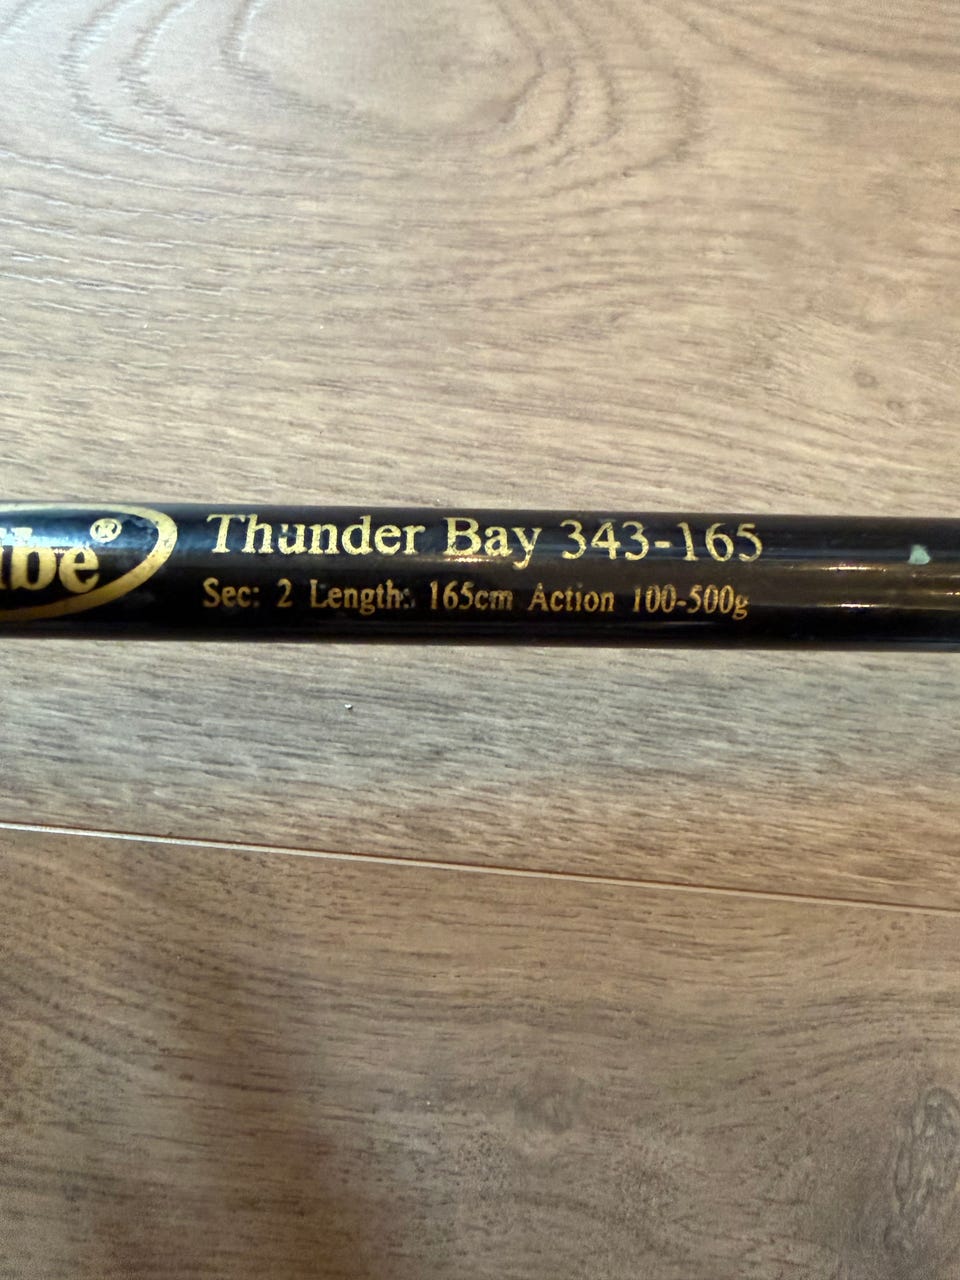 Thunder Bay 343-165
Sec: 2 Length: 165cm Action 100-500g